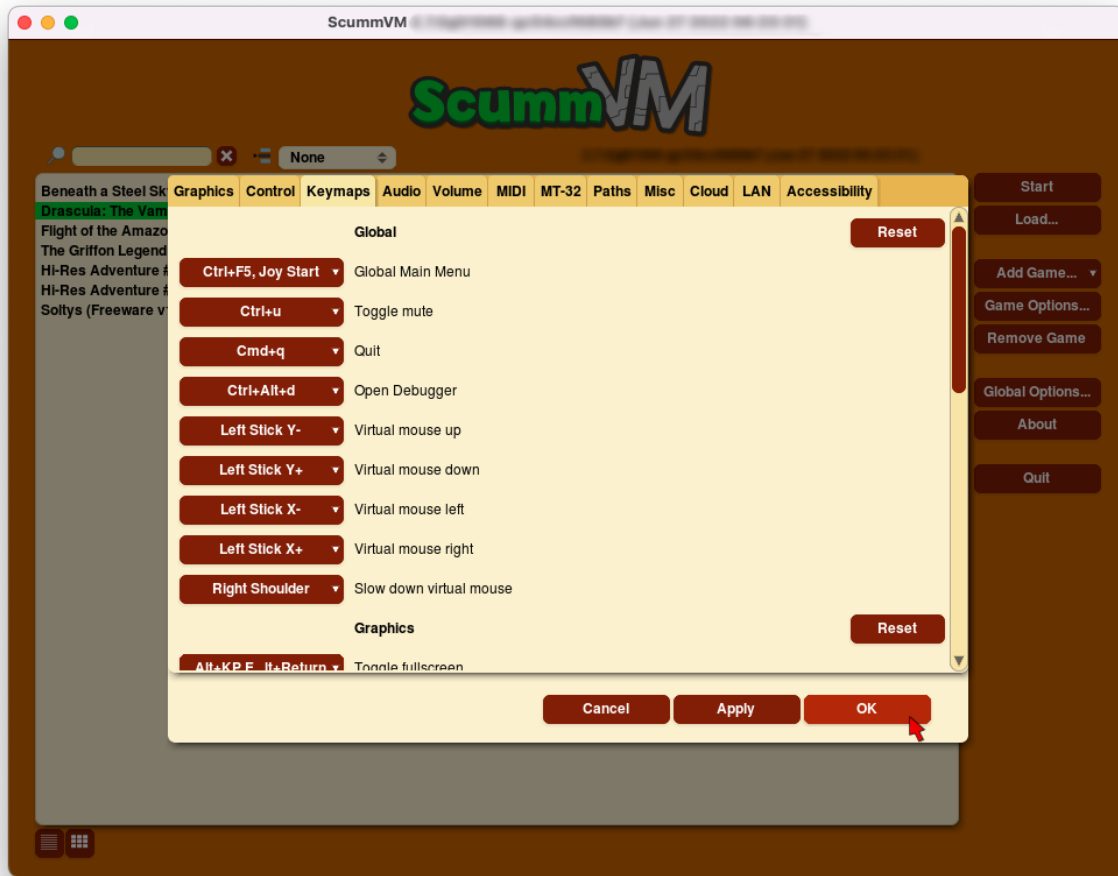 ScummVM
ScummVM
None
Beneath a Steel Sk
Drascula: The Vam
Flight of the Amazo
The Griffon Legend
Hi-Res Adventure #
Hi-Res Adventure #
Soltys (Freeware v
Graphics Control Keymaps Audio Volume MIDI MT-32 Paths Misc Cloud LAN Accessibility
Global Reset
Ctrl+F5, Joy Start Global Main Menu
Ctrl+u Toggle mute
Cmd+q Quit
Ctrl+Alt+d Open Debugger
Left Stick Y- Virtual mouse up
Left Stick Y+ Virtual mouse down
Left Stick X- Virtual mouse left
Left Stick X+ Virtual mouse right
Right Shoulder Slow down virtual mouse
Graphics Reset
Alt+KP E...lt+Return Toggle fullscreen
Cancel Apply OK
Start
Load...
Add Game...
Game Options...
Remove Game
Global Options...
About
Quit